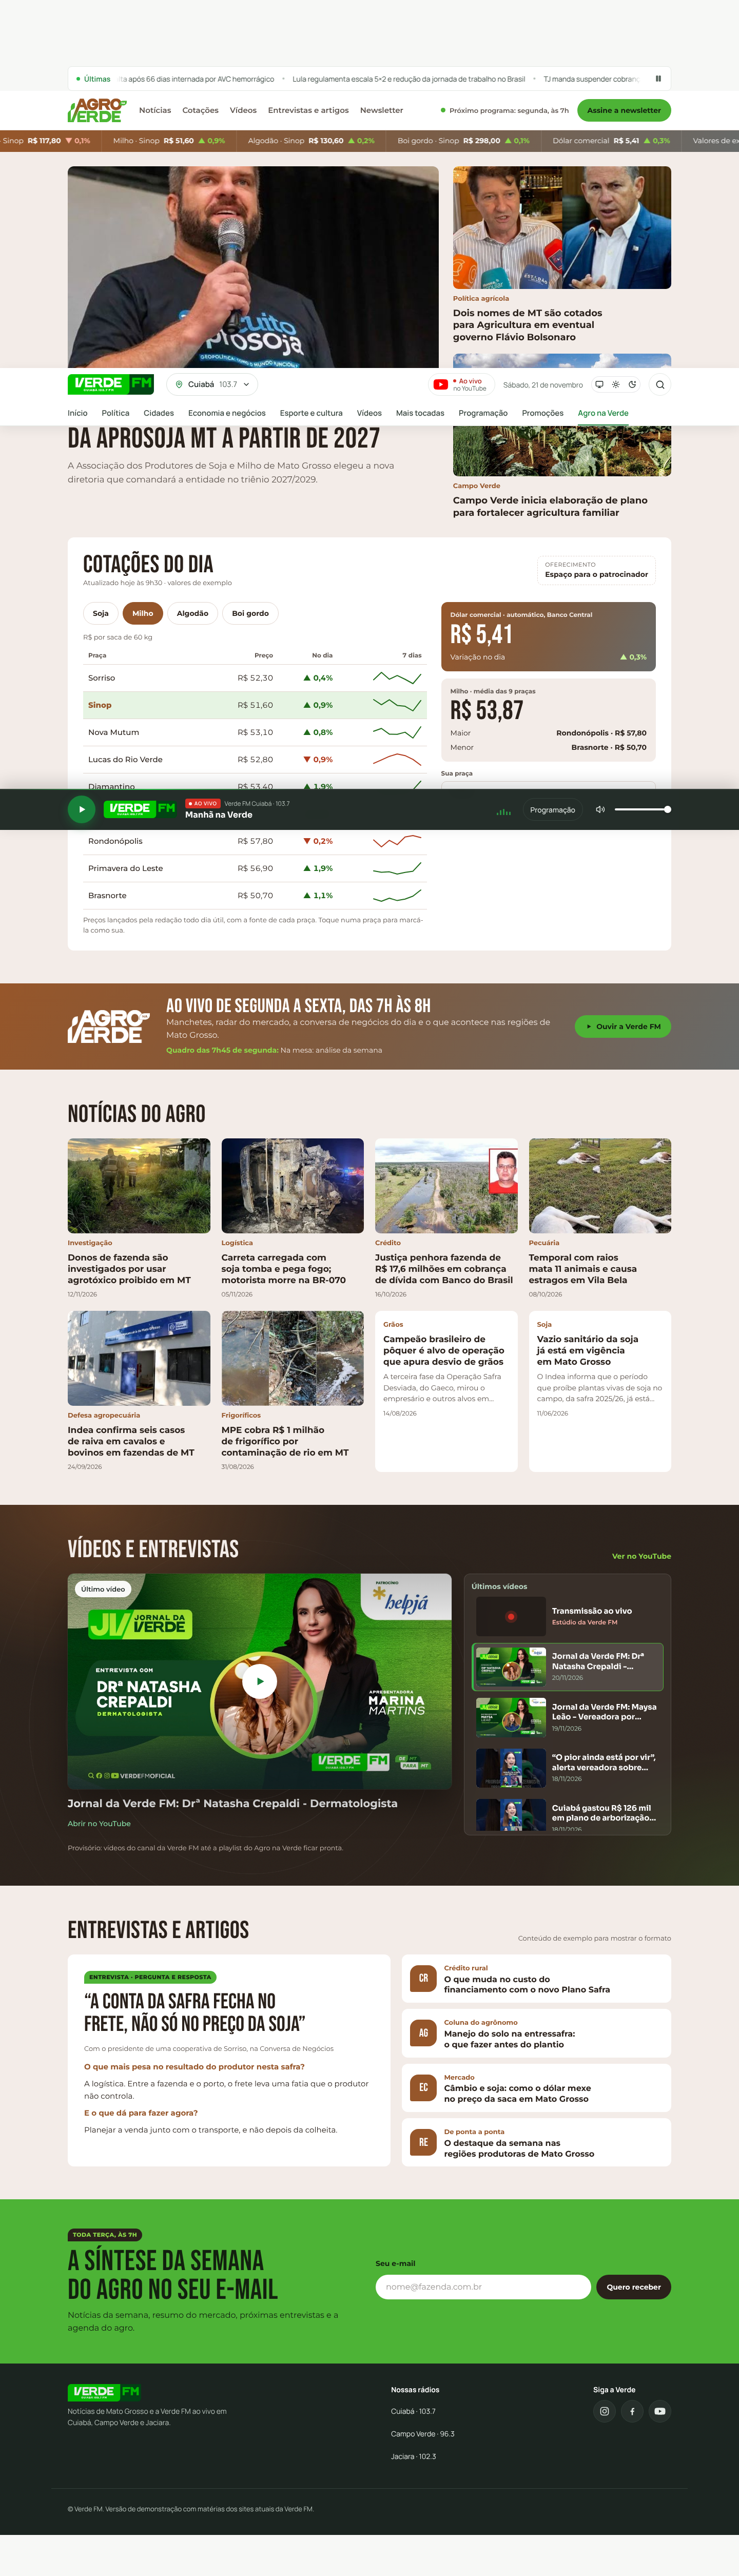 Últimas
após 66 dias internada por AVC hemorrágico
Lula regulamenta escala 5×2 e redução da jornada de trabalho no Brasil
TJ manda suspender
AGRO VERDE
Notícias
Cotações
Vídeos
Entrevistas e artigos
Newsletter
Próximo programa: segunda, às 7h
Assine a newsletter
Sinop R$ 117,80 ▼ 0,1%
Milho · Sinop R$ 51,60 ▲ 0,9%
Algodão · Sinop R$ 130,60 ▲ 0,2%
Boi gordo · Sinop R$ 298,00 ▲ 0,1%
Dólar comercial R$ 5,41 ▲ 0,3%
Valores de
Política agrícola
Dois nomes de MT são cotados
para Agricultura em eventual
governo Flávio Bolsonaro
VERDE FM
Cuiabá 103.7
Ao vivo
no YouTube
Sábado, 21 de novembro
Início
Política
Cidades
Economia e negócios
Esporte e cultura
Vídeos
Mais tocadas
Programação
Promoções
Agro na Verde
DA APROSOJA MT A PARTIR DE 2027
A Associação dos Produtores de Soja e Milho de Mato Grosso elegeu a nova
diretoria que comandará a entidade no triênio 2027/2029.
Campo Verde
Campo Verde inicia elaboração de plano
para fortalecer agricultura familiar
COTAÇÕES DO DIA
Atualizado hoje às 9h30 · valores de exemplo
OFERECIMENTO
Espaço para o patrocinador
Soja
Milho
Algodão
Boi gordo
R$ por saca de 60 kg
Praça Preço No dia 7 dias
Sorriso R$ 52,30 ▲ 0,4%
Sinop R$ 51,60 ▲ 0,9%
Nova Mutum R$ 53,10 ▲ 0,8%
Lucas do Rio Verde R$ 52,80 ▼ 0,9%
Diamantino R$ 53,40 ▲ 1,9%
Dólar comercial · automático, Banco Central
R$ 5,41
Variação no dia ▲ 0,3%
Milho · média das 9 praças
R$ 53,87
Maior Rondonópolis · R$ 57,80
Menor Brasnorte · R$ 50,70
Sua praça
VERDE FM
AO VIVO Verde FM Cuiabá · 103.7
Manhã na Verde
Programação
Rondonópolis R$ 57,80 ▼ 0,2%
Primavera do Leste R$ 56,90 ▲ 1,9%
Brasnorte R$ 50,70 ▲ 1,1%
Preços lançados pela redação todo dia útil, com a fonte de cada praça. Toque numa praça para marcá-
la como sua.
AGRO VERDE
AO VIVO DE SEGUNDA A SEXTA, DAS 7H ÀS 8H
Manchetes, radar do mercado, a conversa de negócios do dia e o que acontece nas regiões de
Mato Grosso.
Quadro das 7h45 de segunda: Na mesa: análise da semana
Ouvir a Verde FM
NOTÍCIAS DO AGRO
Investigação
Donos de fazenda são
investigados por usar
agrotóxico proibido em MT
12/11/2026
Logística
Carreta carregada com
soja tomba e pega fogo;
motorista morre na BR-070
05/11/2026
Crédito
Justiça penhora fazenda de
R$ 17,6 milhões em cobrança
de dívida com Banco do Brasil
16/10/2026
Pecuária
Temporal com raios
mata 11 animais e causa
estragos em Vila Bela
08/10/2026
Defesa agropecuária
Indea confirma seis casos
de raiva em cavalos e
bovinos em fazendas de MT
24/09/2026
Frigoríficos
MPE cobra R$ 1 milhão
de frigorífico por
contaminação de rio em MT
31/08/2026
Grãos
Campeão brasileiro de
pôquer é alvo de operação
que apura desvio de grãos
A terceira fase da Operação Safra
Desviada, do Gaeco, mirou o
empresário e outros alvos em...
14/08/2026
Soja
Vazio sanitário da soja
já está em vigência
em Mato Grosso
O Indea informa que o período
que proíbe plantas vivas de soja no
campo, da safra 2025/26, já está...
11/06/2026
VÍDEOS E ENTREVISTAS
Ver no YouTube
Último vídeo
JORNAL DA
VERDE
PATROCÍNIO
helpjá
ENTREVISTA COM
DRª NATASHA
CREPALDI
DERMATOLOGISTA
APRESENTADORA
MARINA
MARTINS
VERDE FM
DE MT
PARA MT
VERDEFMOFICIAL
Jornal da Verde FM: Drª Natasha Crepaldi - Dermatologista
Abrir no YouTube
Provisório: vídeos do canal da Verde FM até a playlist do Agro na Verde ficar pronta.
Últimos vídeos
Transmissão ao vivo
Estúdio da Verde FM
Jornal da Verde FM: Drª
Natasha Crepaldi -...
20/11/2026
Jornal da Verde FM: Maysa
Leão - Vereadora por...
19/11/2026
“O pior ainda está por vir”,
alerta vereadora sobre...
18/11/2026
Cuiabá gastou R$ 126 mil
em plano de arborização...
18/11/2026
ENTREVISTAS E ARTIGOS
Conteúdo de exemplo para mostrar o formato
ENTREVISTA · PERGUNTA E RESPOSTA
“A CONTA DA SAFRA FECHA NO
FRETE, NÃO SÓ NO PREÇO DA SOJA”
Com o presidente de uma cooperativa de Sorriso, na Conversa de Negócios
O que mais pesa no resultado do produtor nesta safra?
A logística. Entre a fazenda e o porto, o frete leva uma fatia que o produtor
não controla.
E o que dá para fazer agora?
Planejar a venda junto com o transporte, e não depois da colheita.
CR
Crédito rural
O que muda no custo do
financiamento com o novo Plano Safra
AG
Coluna do agrônomo
Manejo do solo na entressafra:
o que fazer antes do plantio
EC
Mercado
Câmbio e soja: como o dólar mexe
no preço da saca em Mato Grosso
RE
De ponta a ponta
O destaque da semana nas
regiões produtoras de Mato Grosso
TODA TERÇA, ÀS 7H
A SÍNTESE DA SEMANA
DO AGRO NO SEU E-MAIL
Notícias da semana, resumo do mercado, próximas entrevistas e a
agenda do agro.
Seu e-mail
nome@fazenda.com.br
Quero receber
VERDE FM
Notícias de Mato Grosso e a Verde FM ao vivo em
Cuiabá, Campo Verde e Jaciara.
Nossas rádios
Cuiabá · 103.7
Campo Verde · 96.3
Jaciara · 102.3
Siga a Verde
© Verde FM. Versão de demonstração com matérias dos sites atuais da Verde FM.